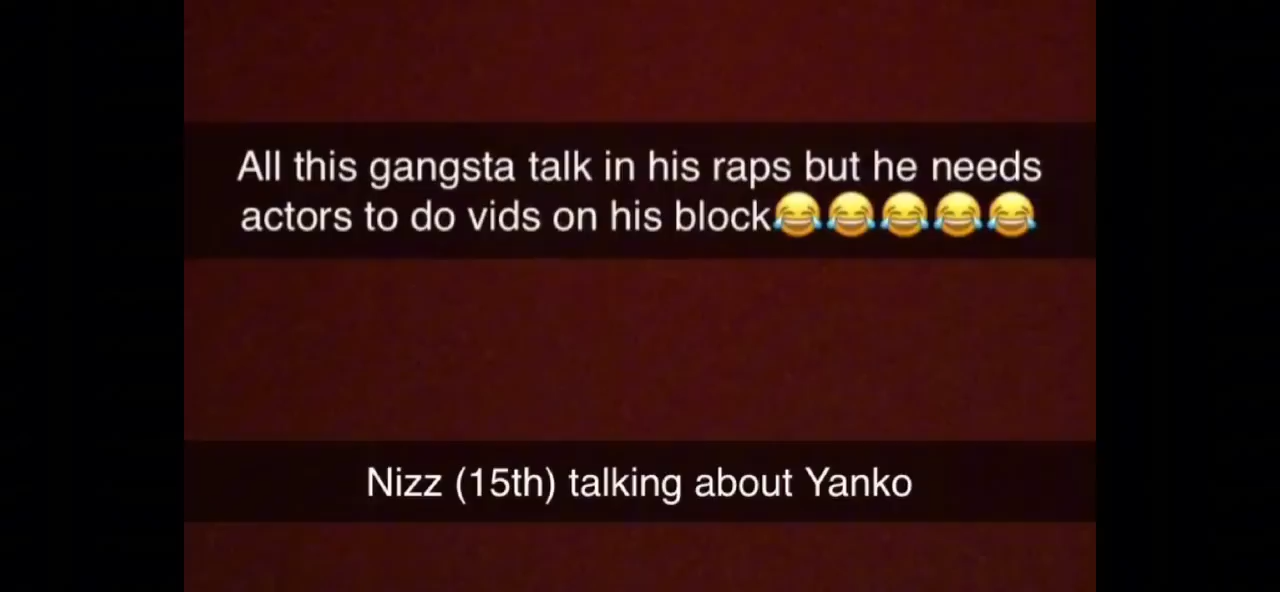 All this gangsta talk in his raps but he needs
actors to do vids on his block😂😂😂😂😂
Nizz (15th) talking about Yanko